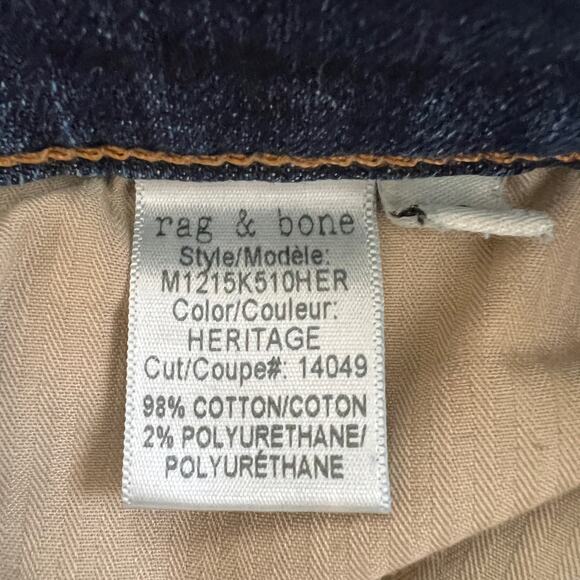 rag & bone
Style/Modèle:
M1215K510HER
Color/Couleur:
HERITAGE
Cut/Coupe#: 14049
98% COTTON/COTON
2% POLYURETHANE/
POLYURÉTHANE